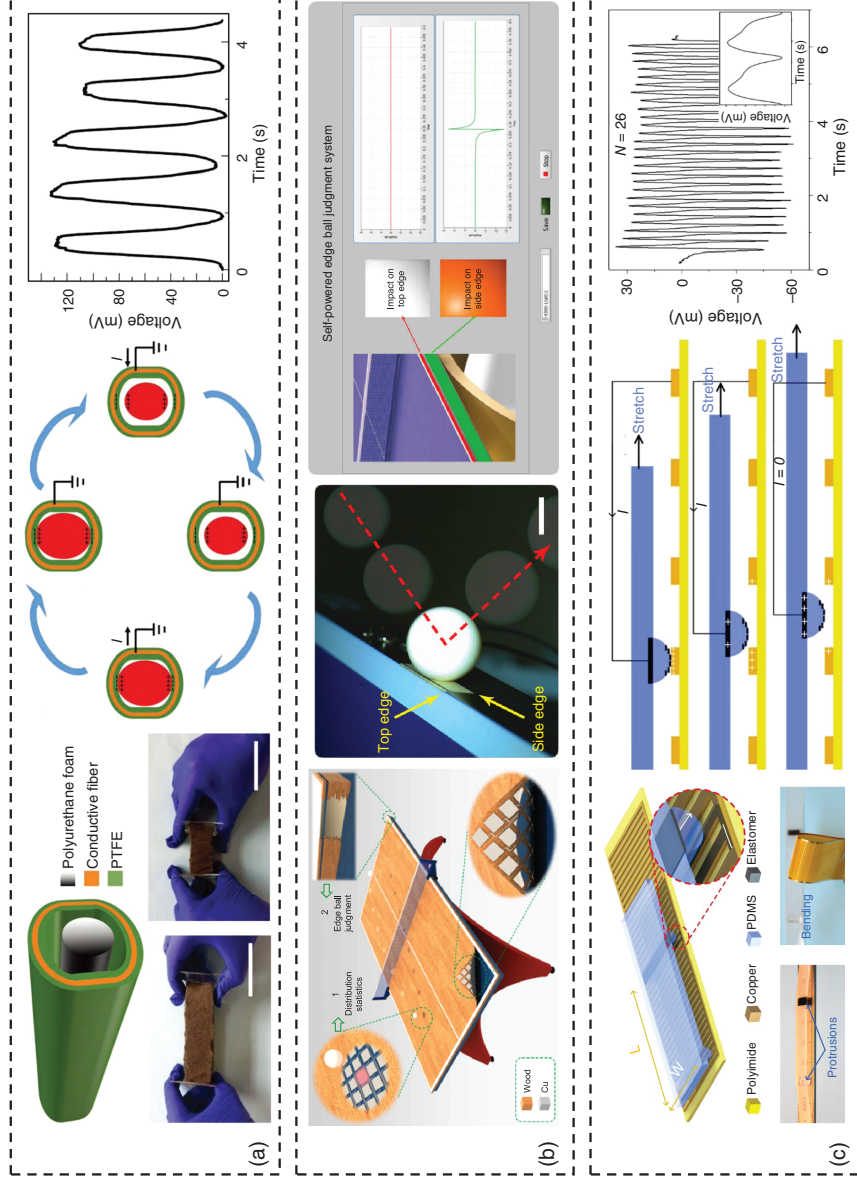 (a)
Polyurethane foam
Conductive fiber
PTFE
I
I
Voltage (mV)
120
80
40
0
0
2
4
Time (s)
(b)
1
Distribution
statistics
2
Edge ball
judgment
Wood
Cu
Top edge
Side edge
Self-powered edge ball judgment system
Impact on
top edge
Impact on
side edge
Save
Stop
(c)
L
W
Polyimide
Copper
PDMS
Elastomer
Protrusions
Bending
I
Stretch
I
Stretch
I = 0
Stretch
Voltage (mV)
30
0
−30
−60
0
2
4
6
Time (s)
N = 26
Voltage (mV)
Time (s)